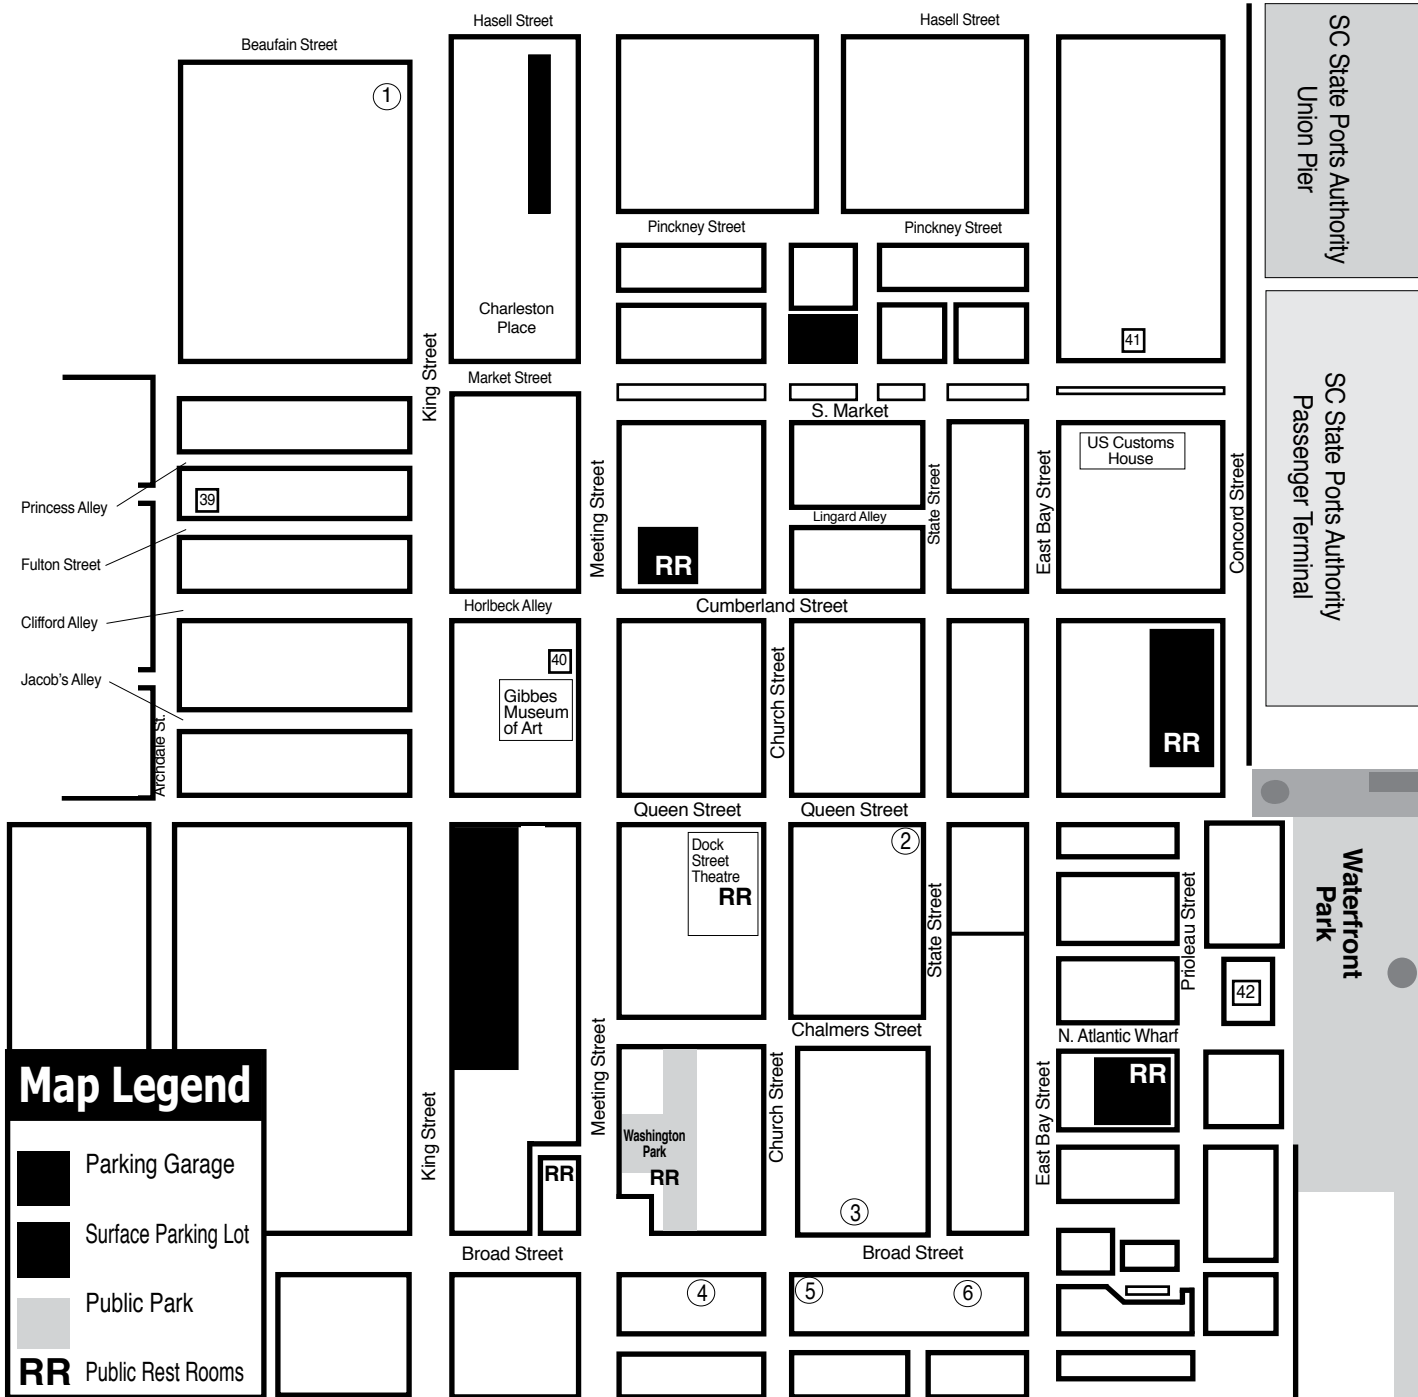 Hasell Street
Hasell Street
Beaufain Street
1
SC State Ports Authority
Union Pier
Pinckney Street
Pinckney Street
Charleston
Place
41
King Street
Market Street
S. Market
US Customs
House
SC State Ports Authority
Passenger Terminal
Princess Alley
39
Meeting Street
Lingard Alley
State Street
East Bay Street
Concord Street
Fulton Street
RR
Clifford Alley
Horlbeck Alley
Cumberland Street
Jacob's Alley
40
Gibbes
Museum
of Art
Church Street
RR
Archdale St.
Queen Street
Queen Street
Dock
Street
Theatre
RR
2
State Street
Prioleau Street
Waterfront
Park
42
Chalmers Street
N. Atlantic Wharf
Map Legend
King Street
Meeting Street
Church Street
East Bay Street
RR
Washington
Park
RR
RR
Parking Garage
Surface Parking Lot
3
Broad Street
Broad Street
Public Park
4
5
6
RR Public Rest Rooms